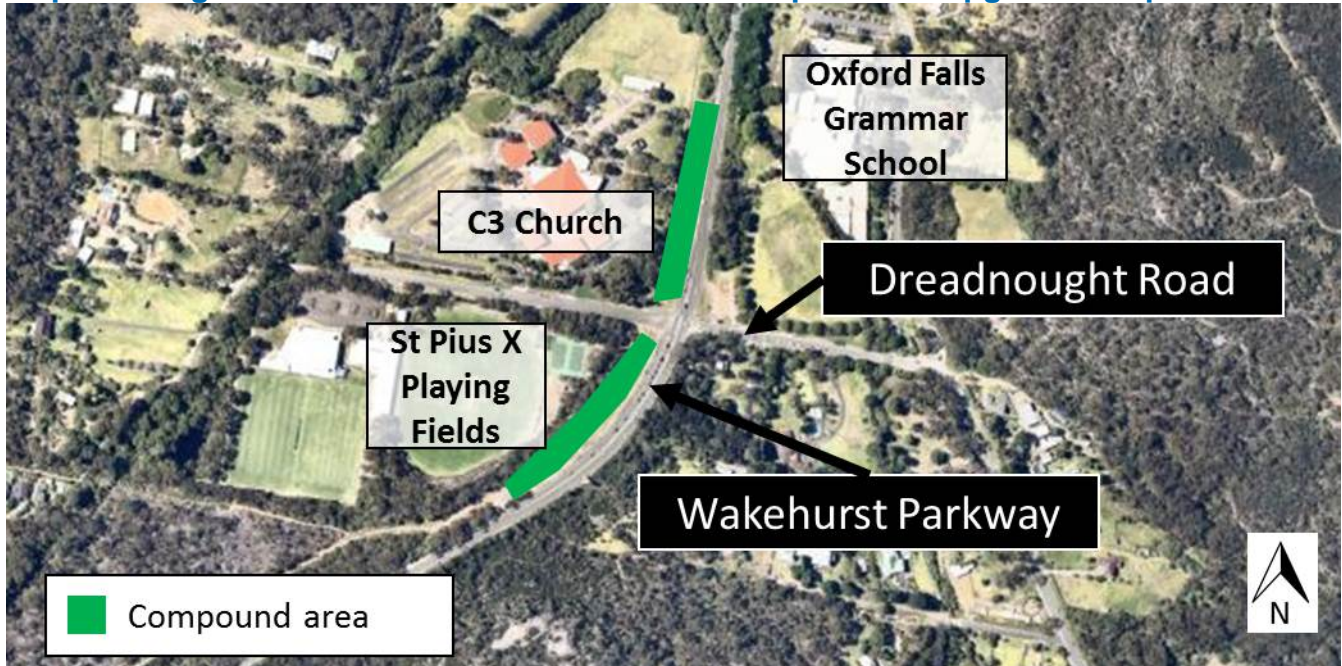 Oxford Falls
Grammar
School
C3 Church
Dreadnought Road
St Pius X
Playing
Fields
Wakehurst Parkway
Compound area
N